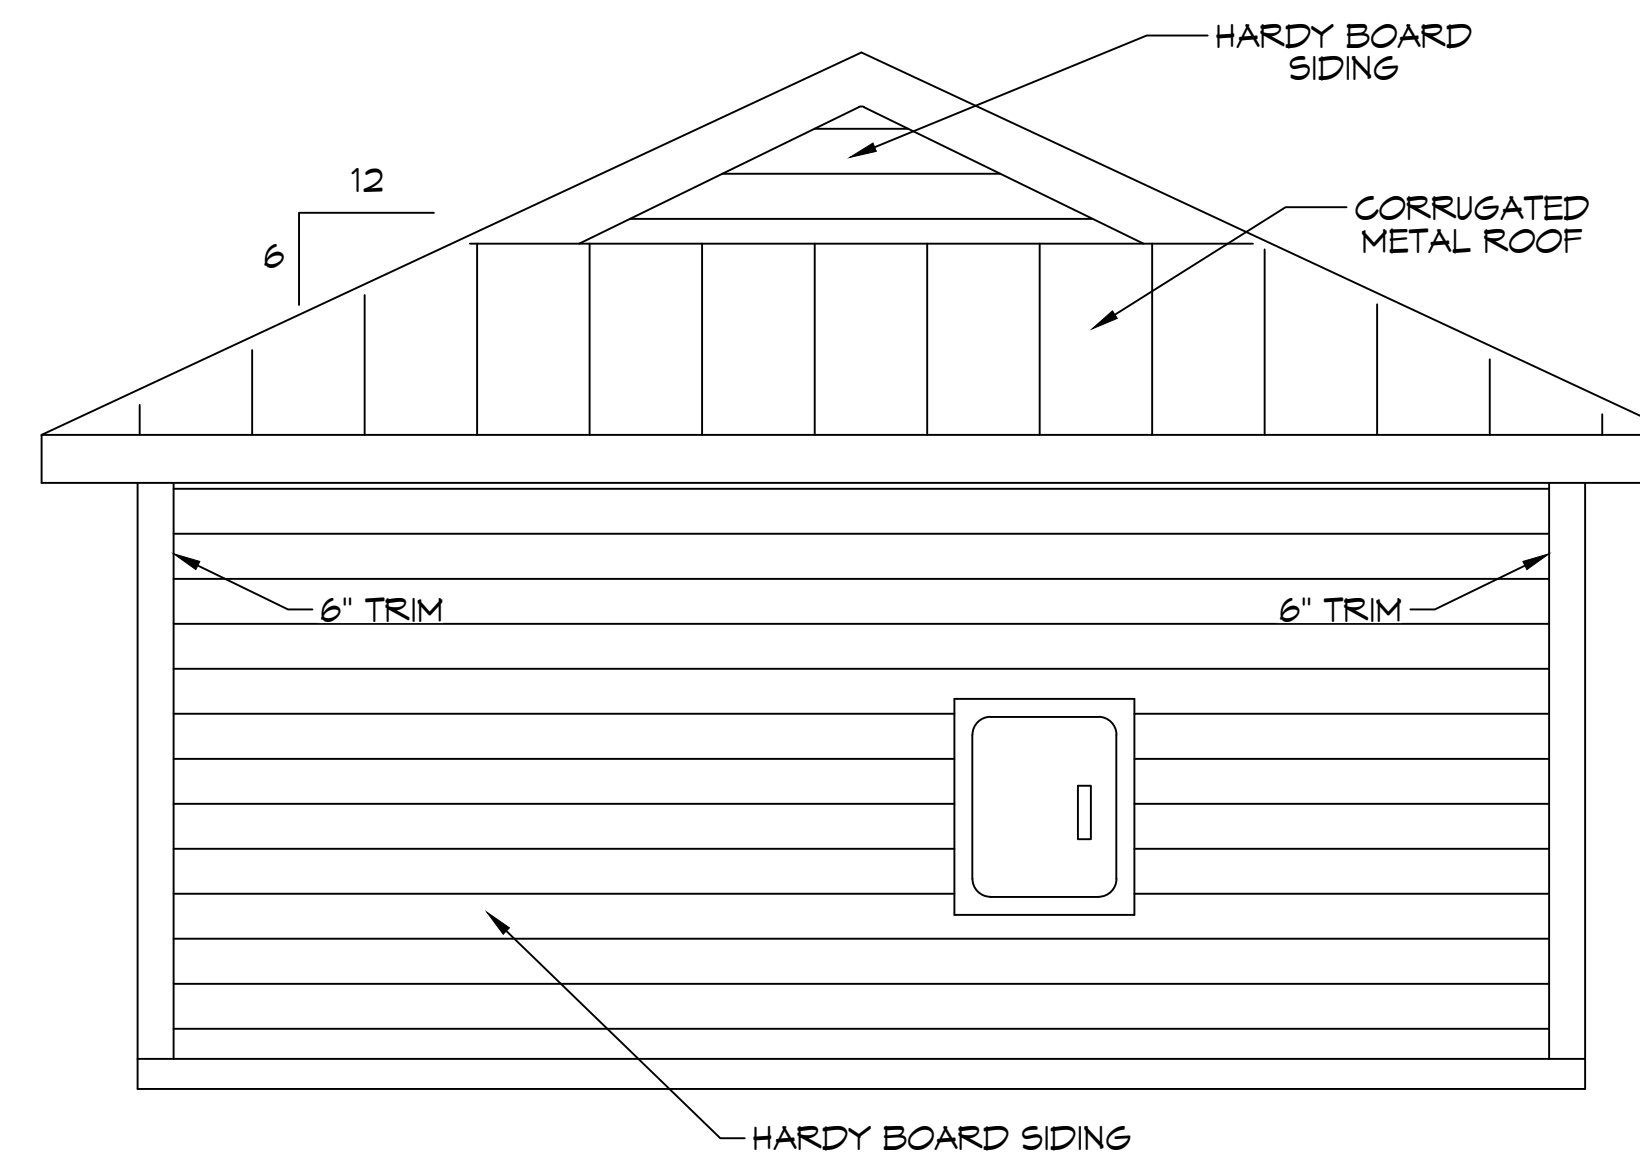 HARDY BOARD
SIDING
12
6
CORRUGATED
METAL ROOF
6" TRIM
6" TRIM
HARDY BOARD SIDING